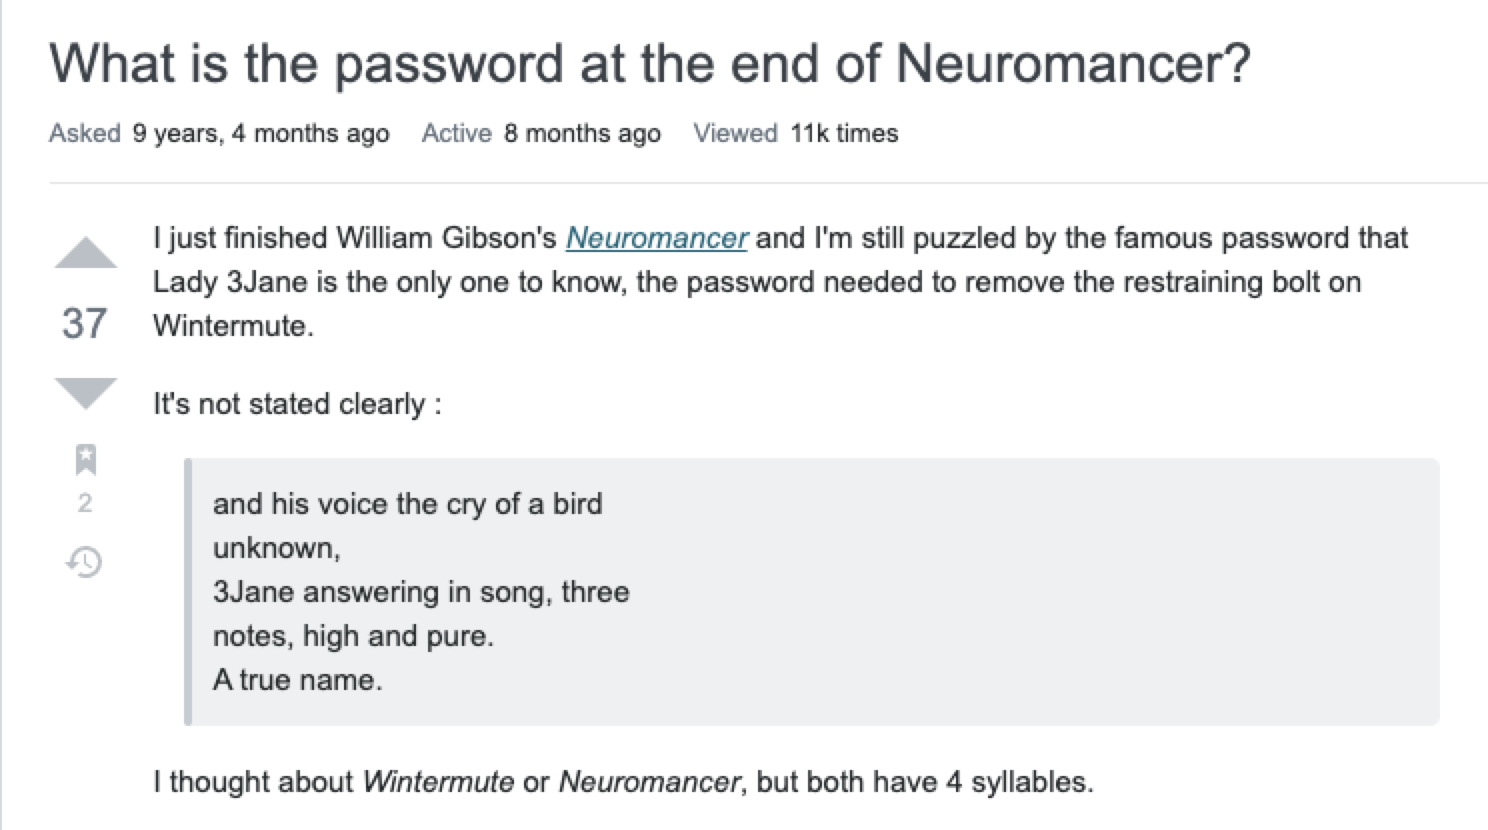 What is the password at the end of Neuromancer?
Asked 9 years, 4 months ago Active 8 months ago Viewed 11k times
I just finished William Gibson's Neuromancer and I'm still puzzled by the famous password that
Lady 3Jane is the only one to know, the password needed to remove the restraining bolt on
37
Wintermute.
It's not stated clearly :
2
and his voice the cry of a bird
unknown,
3Jane answering in song, three
notes, high and pure.
A true name.
I thought about Wintermute or Neuromancer, but both have 4 syllables.